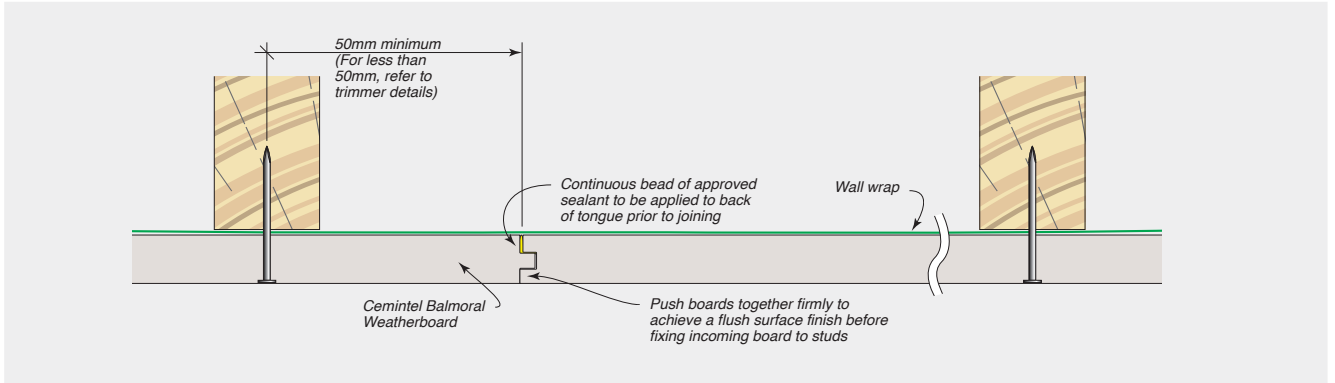 50mm minimum
(For less than
50mm, refer to
trimmer details)
Continuous bead of approved
sealant to be applied to back
of tongue prior to joining
Wall wrap
Cemintel Balmoral
Weatherboard
Push boards together firmly to
achieve a flush surface finish before
fixing incoming board to studs